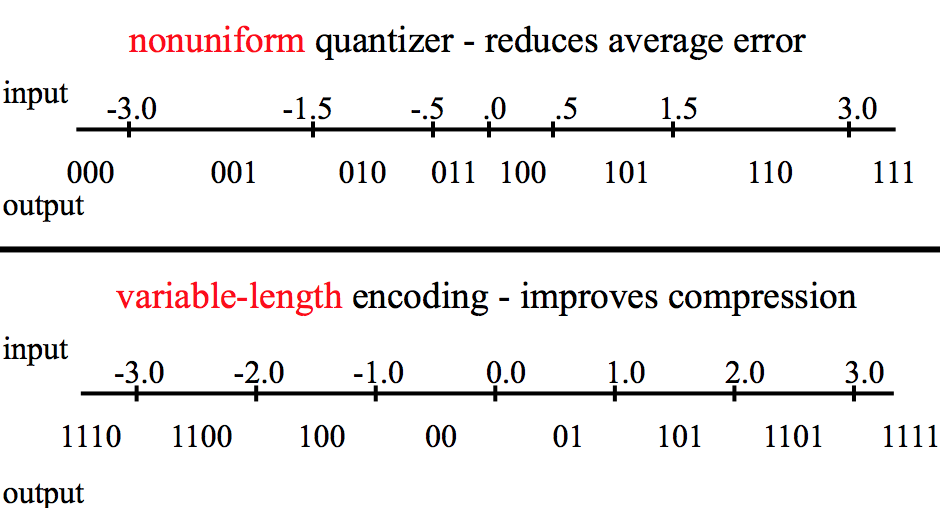 nonuniform quantizer - reduces average error
input
-3.0 -1.5 -.5 .0 .5 1.5 3.0
000 001 010 011 100 101 110 111
output
variable-length encoding - improves compression
input
-3.0 -2.0 -1.0 0.0 1.0 2.0 3.0
1110 1100 100 00 01 101 1101 1111
output